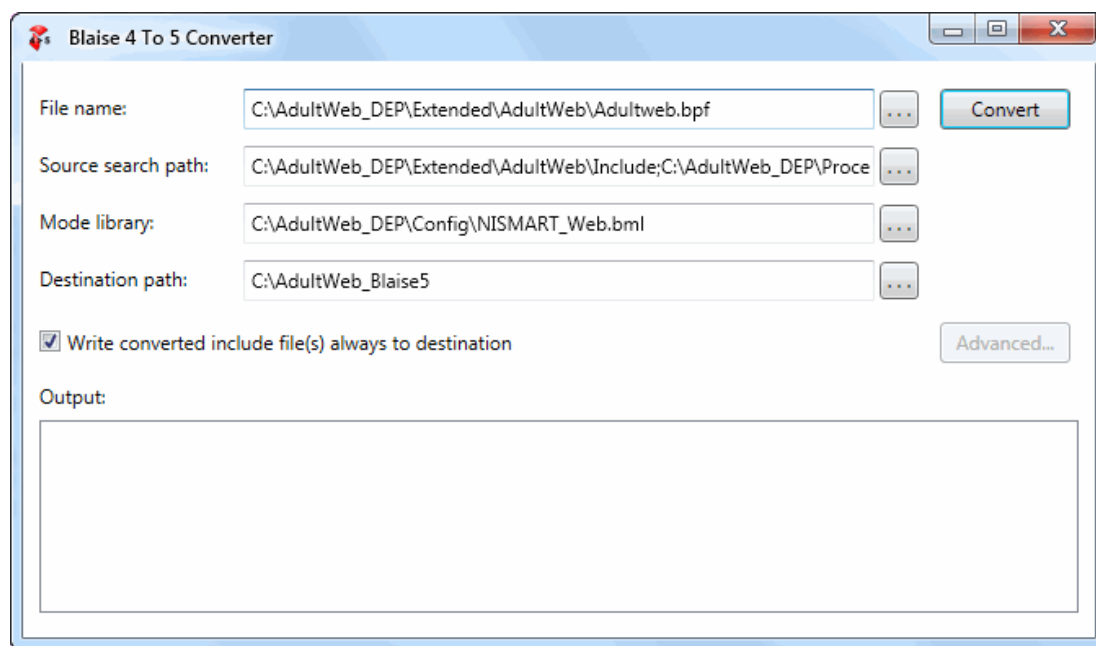 Blaise 4 To 5 Converter
File name: C:\AdultWeb_DEP\Extended\AdultWeb\Adultweb.bpf ... Convert
Source search path: C:\AdultWeb_DEP\Extended\AdultWeb\Include;C:\AdultWeb_DEP\Proce ...
Mode library: C:\AdultWeb_DEP\Config\NISMART_Web.bml ...
Destination path: C:\AdultWeb_Blaise5 ...
Write converted include file(s) always to destination Advanced...
Output: